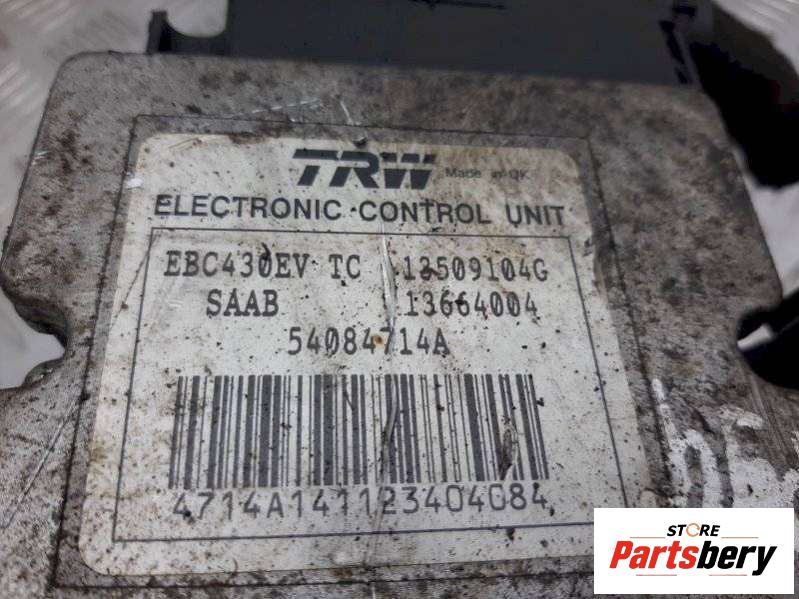 TRW Made in UK
ELECTRONIC CONTROL UNIT
EBC430EV TC 13509104G
SAAB 13664004
54084714A
4714A141123404084
STORE
Partsbery